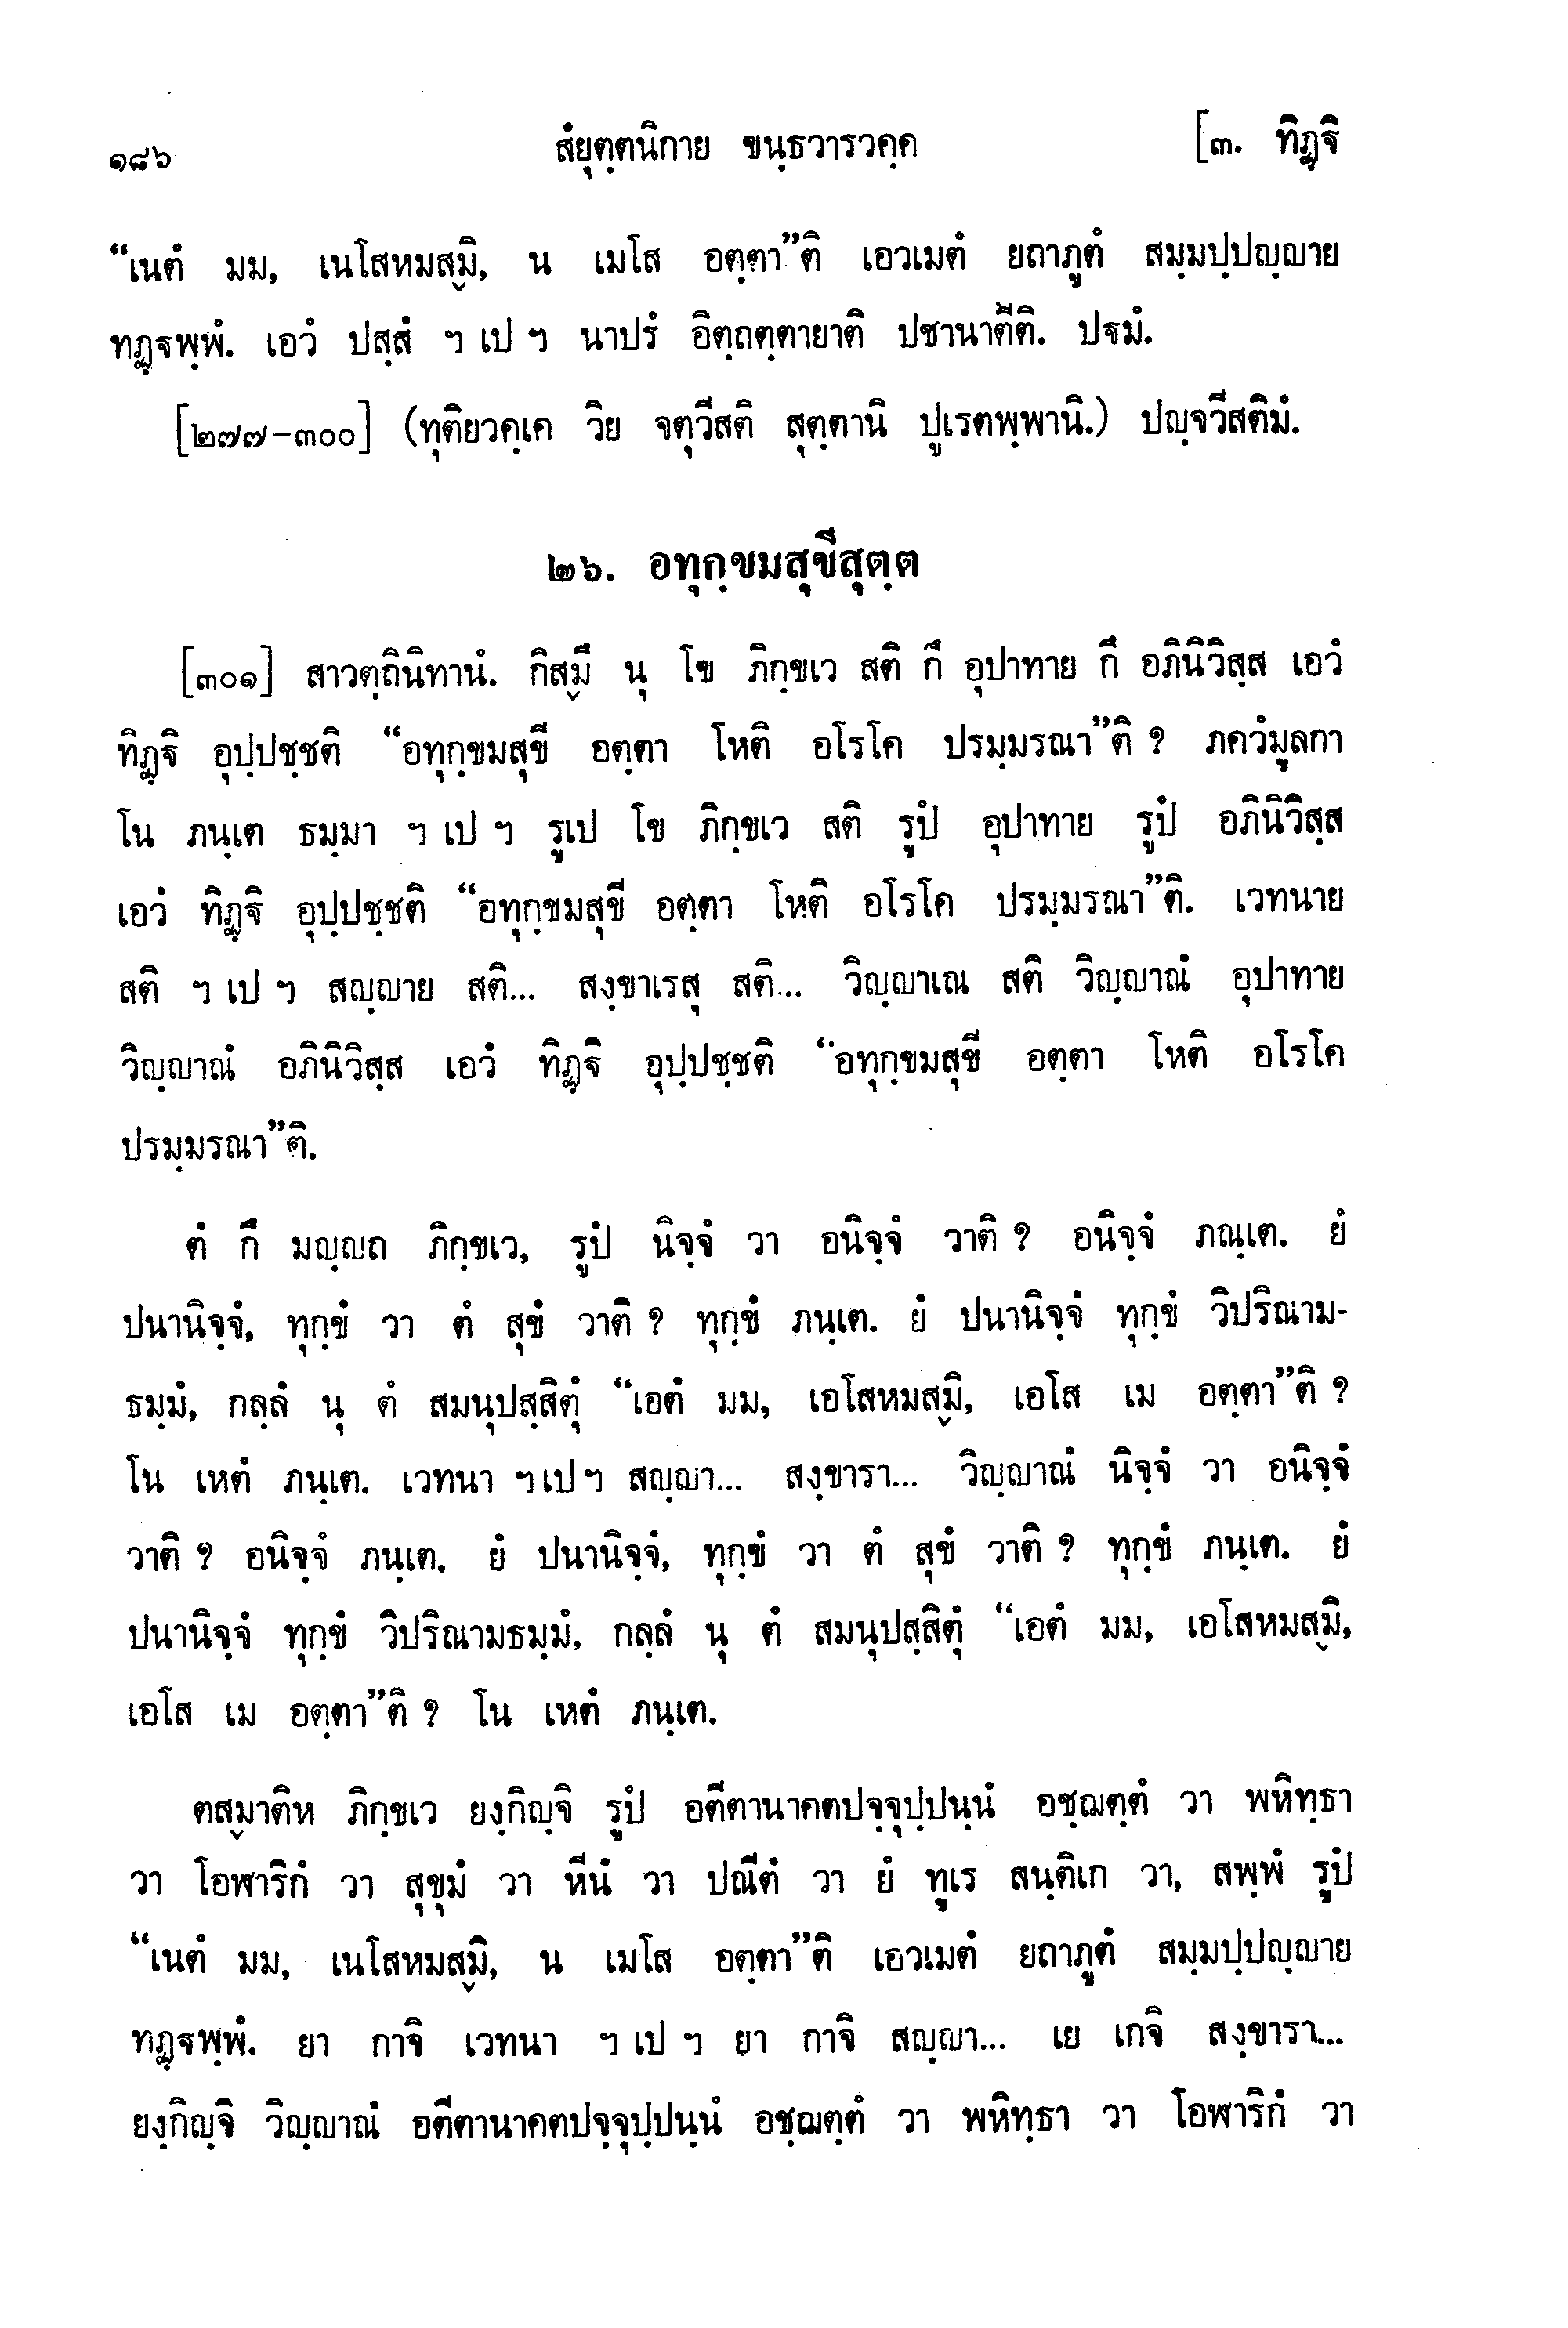 ๑๘๖ สํยุตฺตนิกาย ขนฺธวารวคฺค [๓. ทิฏฺฐิ
“เนตํ มม, เนโสหมสฺมิ, น เมโส อตฺตา”ติ เอวเมตํ ยถาภูตํ สมฺมปฺปญฺญาย
ทฏฺฐพฺพํ. เอวํ ปสฺสํ ฯ เป ฯ นาปรํ อิตฺถตฺตายาติ ปชานาตีติ. ปฐมํ.
[๒๗๗-๓๐๐] (ทุติยวคฺเค วิย จตุวีสติ สุตฺตานิ ปูเรตพฺพานิ.) ปญฺจวีสติมํ.
๒๖. อทุกฺขมสุขีสุตฺต
[๓๐๑] สาวตฺถินิทานํ. กิสฺมึ นุ โข ภิกฺขเว สติ กึ อุปาทาย กึ อภินิวิสฺส เอวํ
ทิฏฺฐิ อุปฺปชฺชติ “อทุกฺขมสุขี อตฺตา โหติ อโรโค ปรมฺมรณา”ติ ? ภควํมูลกา
โน ภนฺเต ธมฺมา ฯ เป ฯ รูเป โข ภิกฺขเว สติ รูปํ อุปาทาย รูปํ อภินิวิสฺส
เอวํ ทิฏฺฐิ อุปฺปชฺชติ “อทุกฺขมสุขี อตฺตา โหติ อโรโค ปรมฺมรณา”ติ. เวทนาย
สติ ฯ เป ฯ สญฺญาย สติ... สงฺขาเรสุ สติ... วิญฺญาเณ สติ วิญฺญาณํ อุปาทาย
วิญฺญาณํ อภินิวิสฺส เอวํ ทิฏฺฐิ อุปฺปชฺชติ “อทุกฺขมสุขี อตฺตา โหติ อโรโค
ปรมฺมรณา”ติ.
ตํ กึ มญฺญถ ภิกฺขเว, รูปํ นิจฺจํ วา อนิจฺจํ วาติ ? อนิจฺจํ ภณฺเต. ยํ
ปนานิจฺจํ, ทุกฺขํ วา ตํ สุขํ วาติ ? ทุกฺขํ ภนฺเต. ยํ ปนานิจฺจํ ทุกฺขํ วิปริณาม-
ธมฺมํ, กลฺลํ นุ ตํ สมนุปสฺสิตุํ “เอตํ มม, เอโสหมสฺมิ, เอโส เม อตฺตา”ติ ?
โน เหตํ ภนฺเต. เวทนา ฯ เป ฯ สญฺญา... สงฺขารา... วิญฺญาณํ นิจฺจํ วา อนิจฺจํ
วาติ ? อนิจฺจํ ภนฺเต. ยํ ปนานิจฺจํ, ทุกฺขํ วา ตํ สุขํ วาติ ? ทุกฺขํ ภนฺเต. ยํ
ปนานิจฺจํ ทุกฺขํ วิปริณามธมฺมํ, กลฺลํ นุ ตํ สมนุปสฺสิตุํ “เอตํ มม, เอโสหมสฺมิ,
เอโส เม อตฺตา”ติ ? โน เหตํ ภนฺเต.
ตสฺมาติห ภิกฺขเว ยงฺกิญฺจิ รูปํ อตีตานาคตปจฺจุปฺปนฺนํ อชฺฌตฺตํ วา พหิทฺธา
วา โอฬาริกํ วา สุขุมํ วา หีนํ วา ปณีตํ วา ยํ ทูเร สนฺติเก วา, สพฺพํ รูปํ
“เนตํ มม, เนโสหมสฺมิ, น เมโส อตฺตา”ติ เอวเมตํ ยถาภูตํ สมฺมปฺปญฺญาย
ทฏฺฐพฺพํ. ยา กาจิ เวทนา ฯ เป ฯ ยา กาจิ สญฺญา... เย เกจิ สงฺขารา...
ยงฺกิญฺจิ วิญฺญาณํ อตีตานาคตปจฺจุปฺปนฺนํ อชฺฌตฺตํ วา พหิทฺธา วา โอฬาริกํ วา